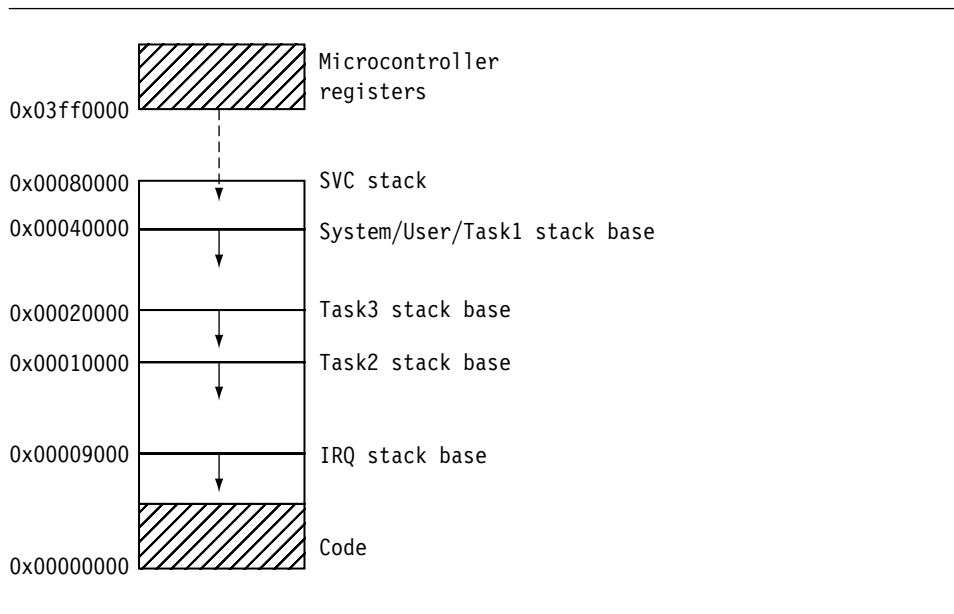 Microcontroller
registers
0x03ff0000
0x00080000 SVC stack
0x00040000 System/User/Task1 stack base
0x00020000 Task3 stack base
0x00010000 Task2 stack base
0x00009000 IRQ stack base
Code
0x00000000